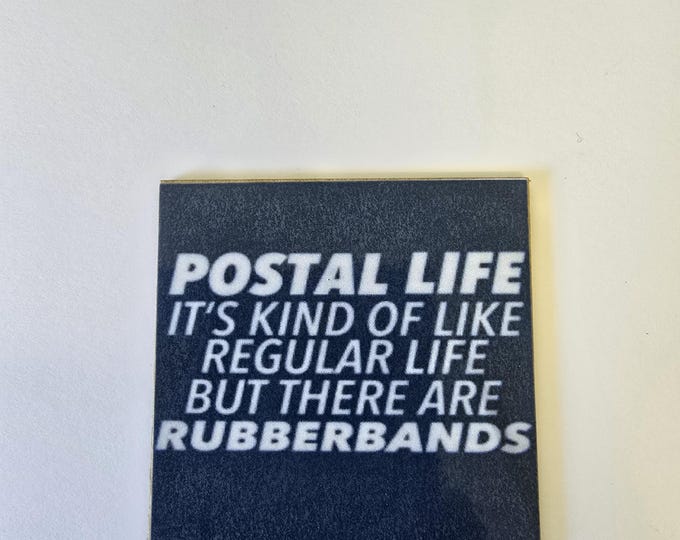 POSTAL LIFE
IT'S KIND OF LIKE
REGULAR LIFE
BUT THERE ARE
RUBBERBANDS